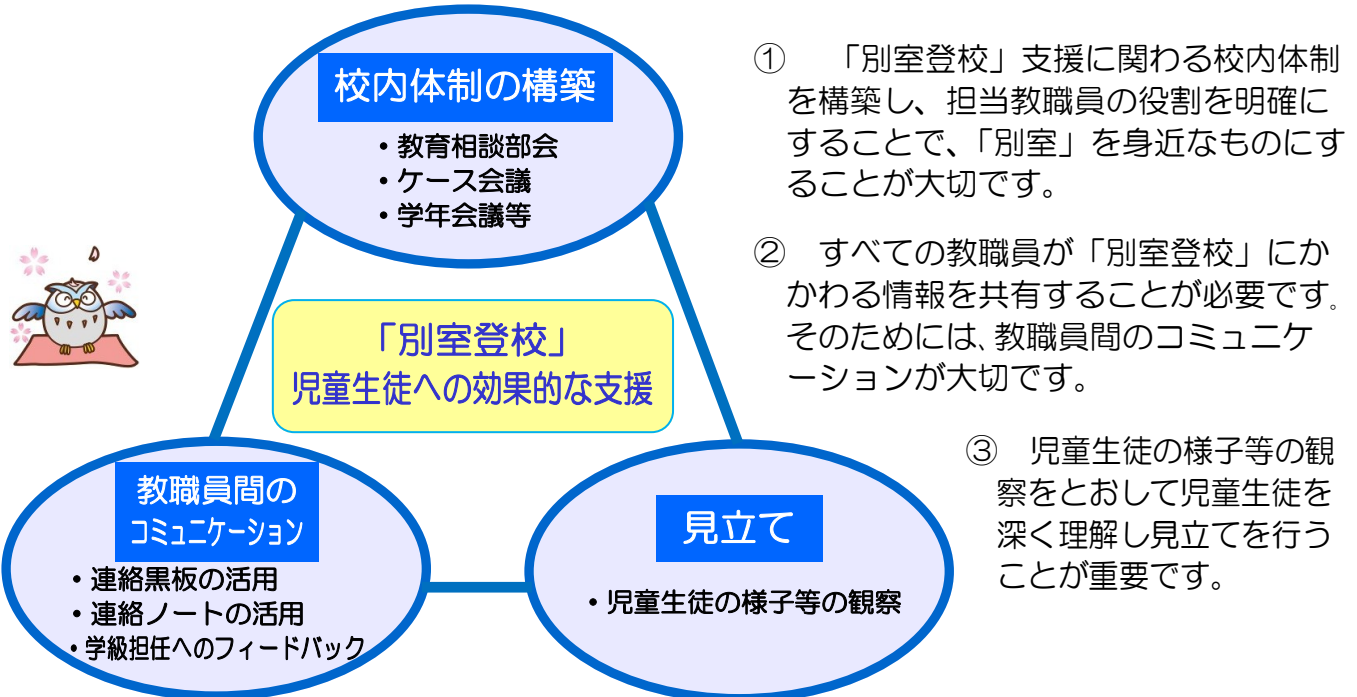 校内体制の構築
・教育相談部会
・ケース会議
・学年会議等
「別室登校」
児童生徒への効果的な支援
教職員間の
コミュニケーション
・連絡黒板の活用
・連絡ノートの活用
・学級担任へのフィードバック
見立て
・児童生徒の様子等の観察
① 「別室登校」支援に関わる校内体制
を構築し、担当教職員の役割を明確に
することで、「別室」を身近なものにす
ることが大切です。
② すべての教職員が「別室登校」にか
かわる情報を共有することが必要です。
そのためには、教職員間のコミュニケ
ーションが大切です。
③ 児童生徒の様子等の観
察をとおして児童生徒を
深く理解し見立てを行う
ことが重要です。